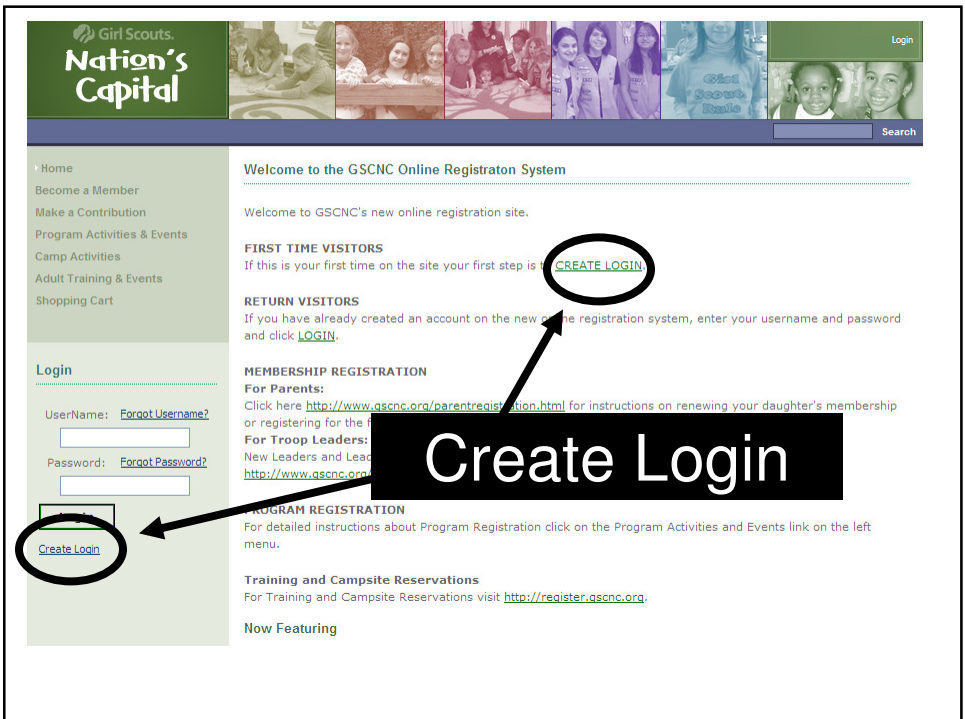 Girl Scouts.
Nation's
Capital
Girl
Scouts
Rule
Login
Search
Home
Become a Member
Make a Contribution
Program Activities & Events
Camp Activities
Adult Training & Events
Shopping Cart
Login
UserName: Forgot Username?
Password: Forgot Password?
Login
Create Login
Welcome to the GSCNC Online Registraton System
Welcome to GSCNC's new online registration site.
FIRST TIME VISITORS
If this is your first time on the site your first step is CREATE LOGIN.
RETURN VISITORS
If you have already created an account on the new registration system, enter your username and password
and click LOGIN.
MEMBERSHIP REGISTRATION
For Parents:
Click here http://www.gscnc.org/parentregistration.html for instructions on renewing your daughter's membership
or registering for the
For Troop Leaders:
New Leaders and
http://www.gscnc.org/
Create Login
PROGRAM REGISTRATION
For detailed instructions about Program Registration click on the Program Activities and Events link on the left
menu.
Training and Campsite Reservations
For Training and Campsite Reservations visit http://register.gscnc.org.
Now Featuring